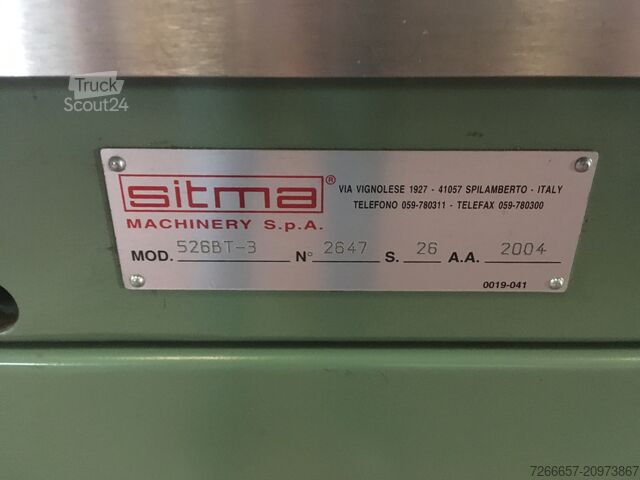 Truck
Scout24
sitma®
MACHINERY S.p.A.
VIA VIGNOLESE 1927 - 41057 SPILAMBERTO - ITALY
TELEFONO 059-780311 - TELEFAX 059-780300
MOD. 526BT-3 N° 2647 S. 26 A.A. 2004
0019-041
7266657-20973867